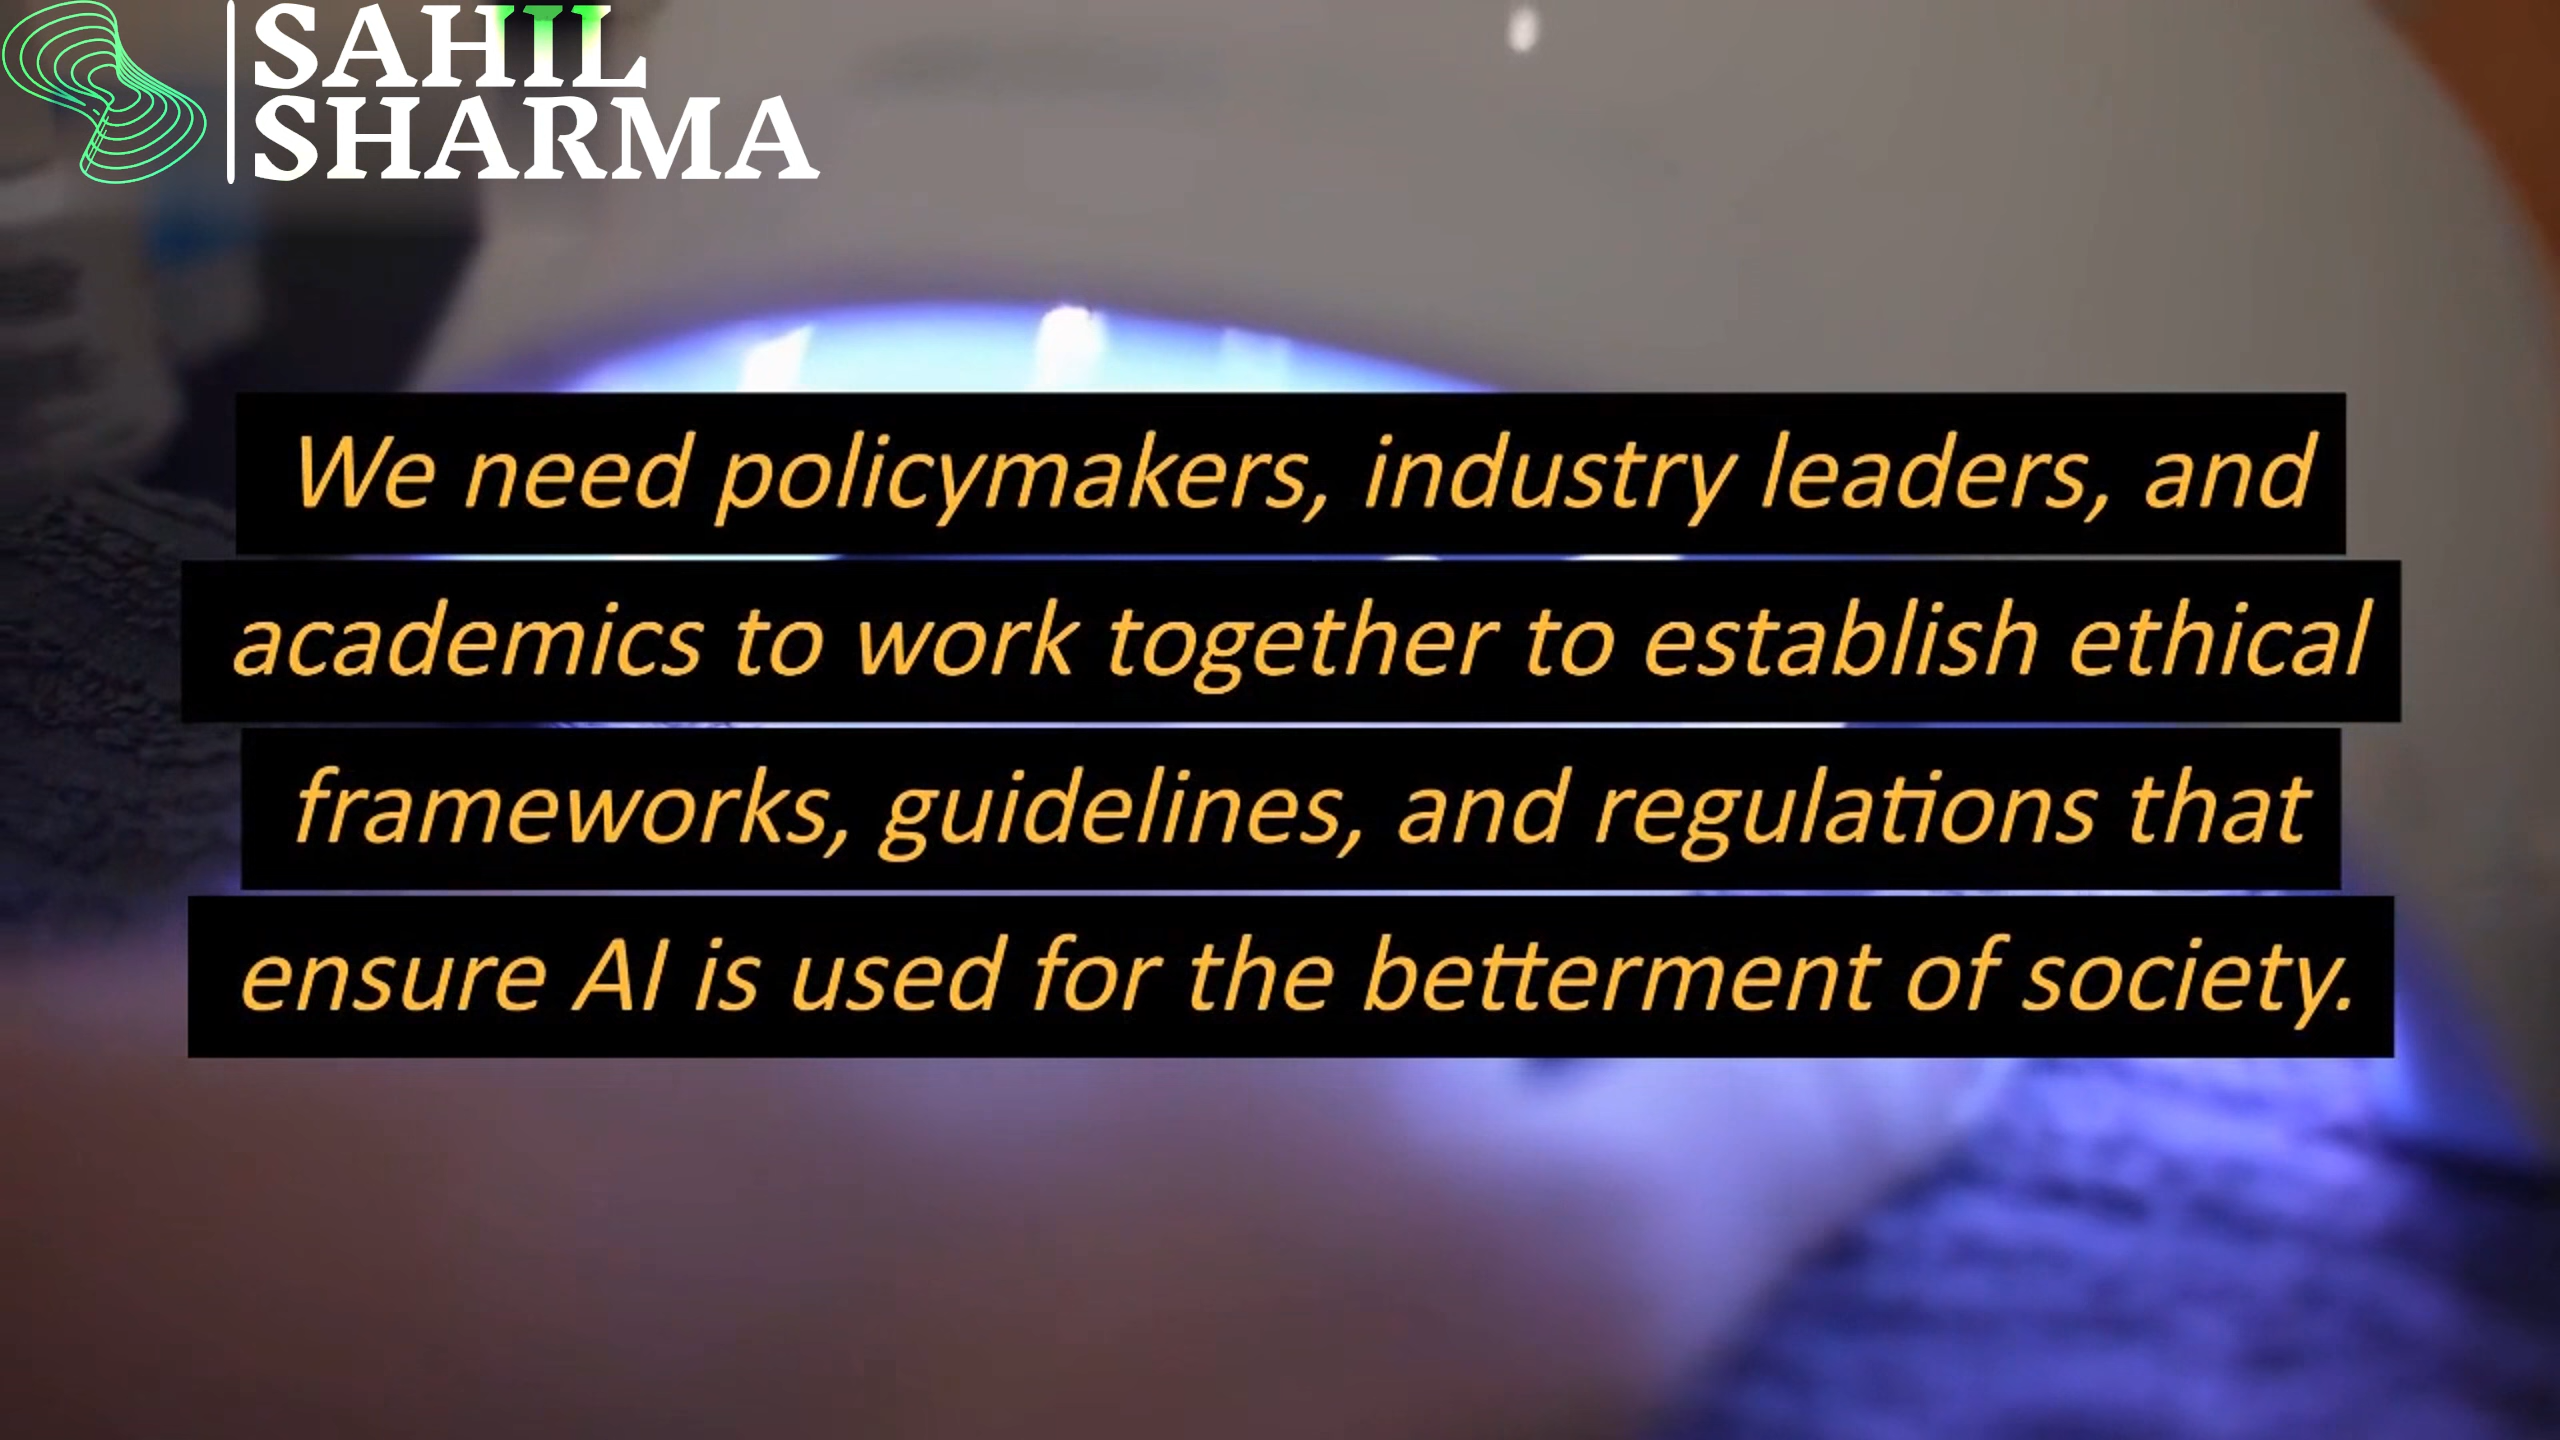 SAHIL
SHARMA
We need policymakers, industry leaders, and
academics to work together to establish ethical
frameworks, guidelines, and regulations that
ensure AI is used for the betterment of society.